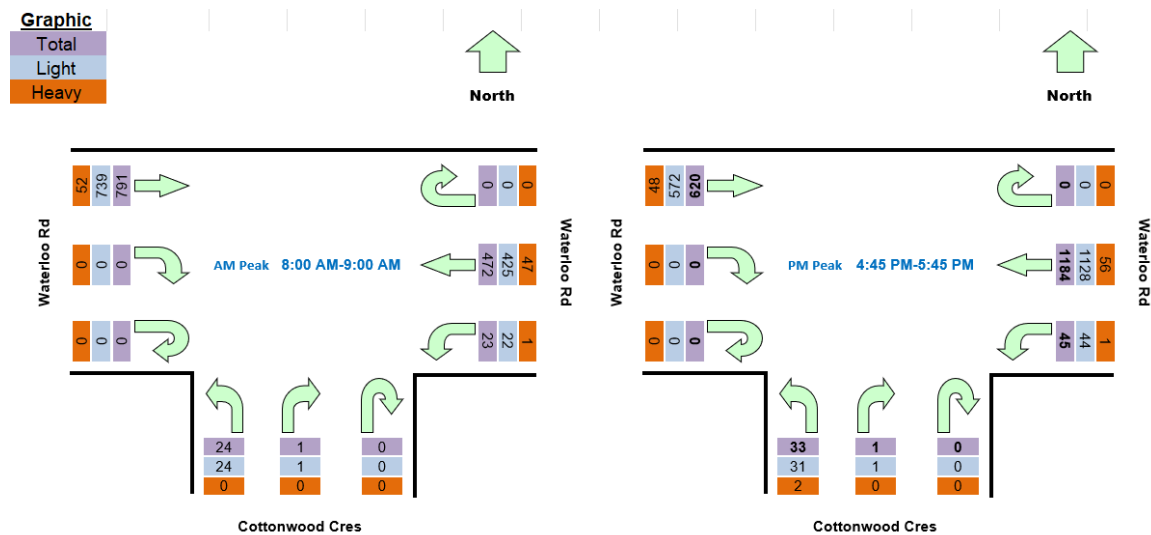 Graphic
Total
Light
Heavy
North
North
Waterloo Rd
52 739 791
0 0 0
0 0 0
AM Peak 8:00 AM-9:00 AM
0 0 0
472 425 47
23 22 1
Waterloo Rd
24 1 0
24 1 0
0 0 0
Cottonwood Cres
Waterloo Rd
48 572 620
0 0 0
0 0 0
PM Peak 4:45 PM-5:45 PM
0 0 0
1184 1128 56
45 44 1
Waterloo Rd
33 1 0
31 1 0
2 0 0
Cottonwood Cres